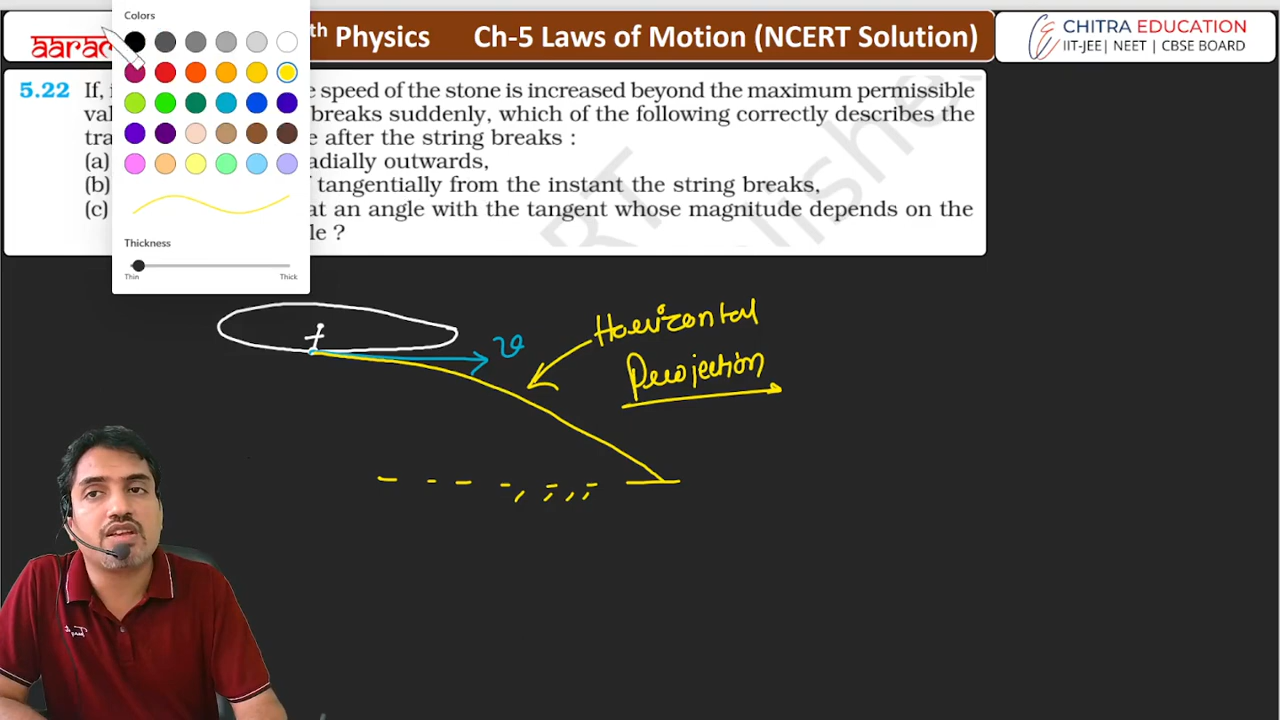 Colors
aarac
th Physics Ch-5 Laws of Motion (NCERT Solution)
CHITRA EDUCATION
IIT-JEE| NEET | CBSE BOARD
5.22 If, speed of the stone is increased beyond the maximum permissible
breaks suddenly, which of the following correctly describes the
after the string breaks :
(a) adially outwards,
(b) tangentially from the instant the string breaks,
(c) at an angle with the tangent whose magnitude depends on the
le ?
Thickness
Thin Thick
v
Horizontal
Projection